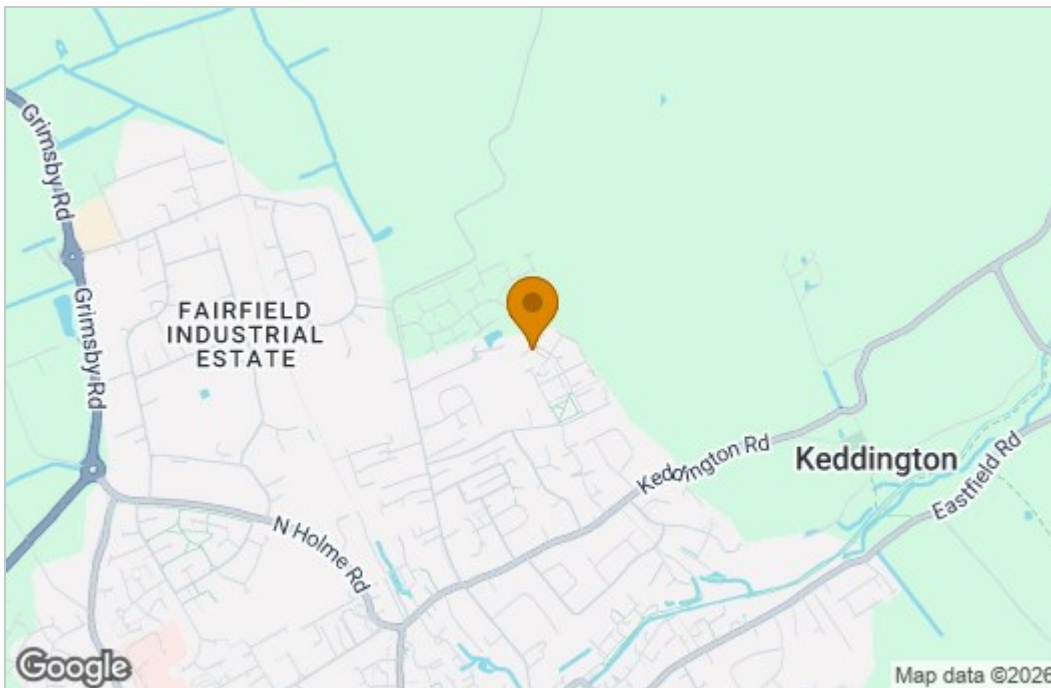 Grimsby Rd
Grimsby Rd
FAIRFIELD
INDUSTRIAL
ESTATE
Keddington Rd
Keddington
Eastfield Rd
N Holme Rd
Google
Map data ©2026